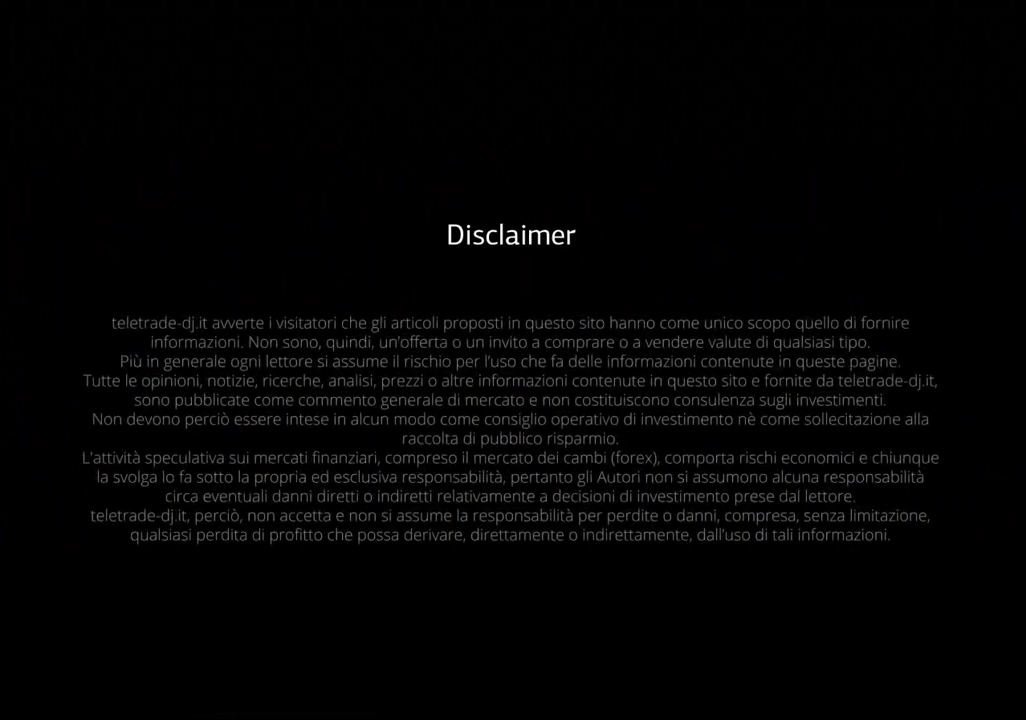 Disclaimer
teletrade-dj.it avverte i visitatori che gli articoli proposti in questo sito hanno come unico scopo quello di fornire
informazioni. Non sono, quindi, un'offerta o un invito a comprare o a vendere valute di qualsiasi tipo.
Più in generale ogni lettore si assume il rischio per l'uso che fa delle informazioni contenute in queste pagine.
Tutte le opinioni, notizie, ricerche, analisi, prezzi o altre informazioni contenute in questo sito e fornite da teletrade-dj.it,
sono pubblicate come commento generale di mercato e non costituiscono consulenza sugli investimenti.
Non devono perciò essere intese in alcun modo come consiglio operativo di investimento nè come sollecitazione alla
raccolta di pubblico risparmio.
L'attività speculativa sui mercati finanziari, compreso il mercato dei cambi (forex), comporta rischi economici e chiunque
la svolga lo fa sotto la propria ed esclusiva responsabilità, pertanto gli Autori non si assumono alcuna responsabilità
circa eventuali danni diretti o indiretti relativamente a decisioni di investimento prese dal lettore.
teletrade-dj.it, perciò, non accetta e non si assume la responsabilità per perdite o danni, compresa, senza limitazione,
qualsiasi perdita di profitto che possa derivare, direttamente o indirettamente, dall'uso di tali informazioni.